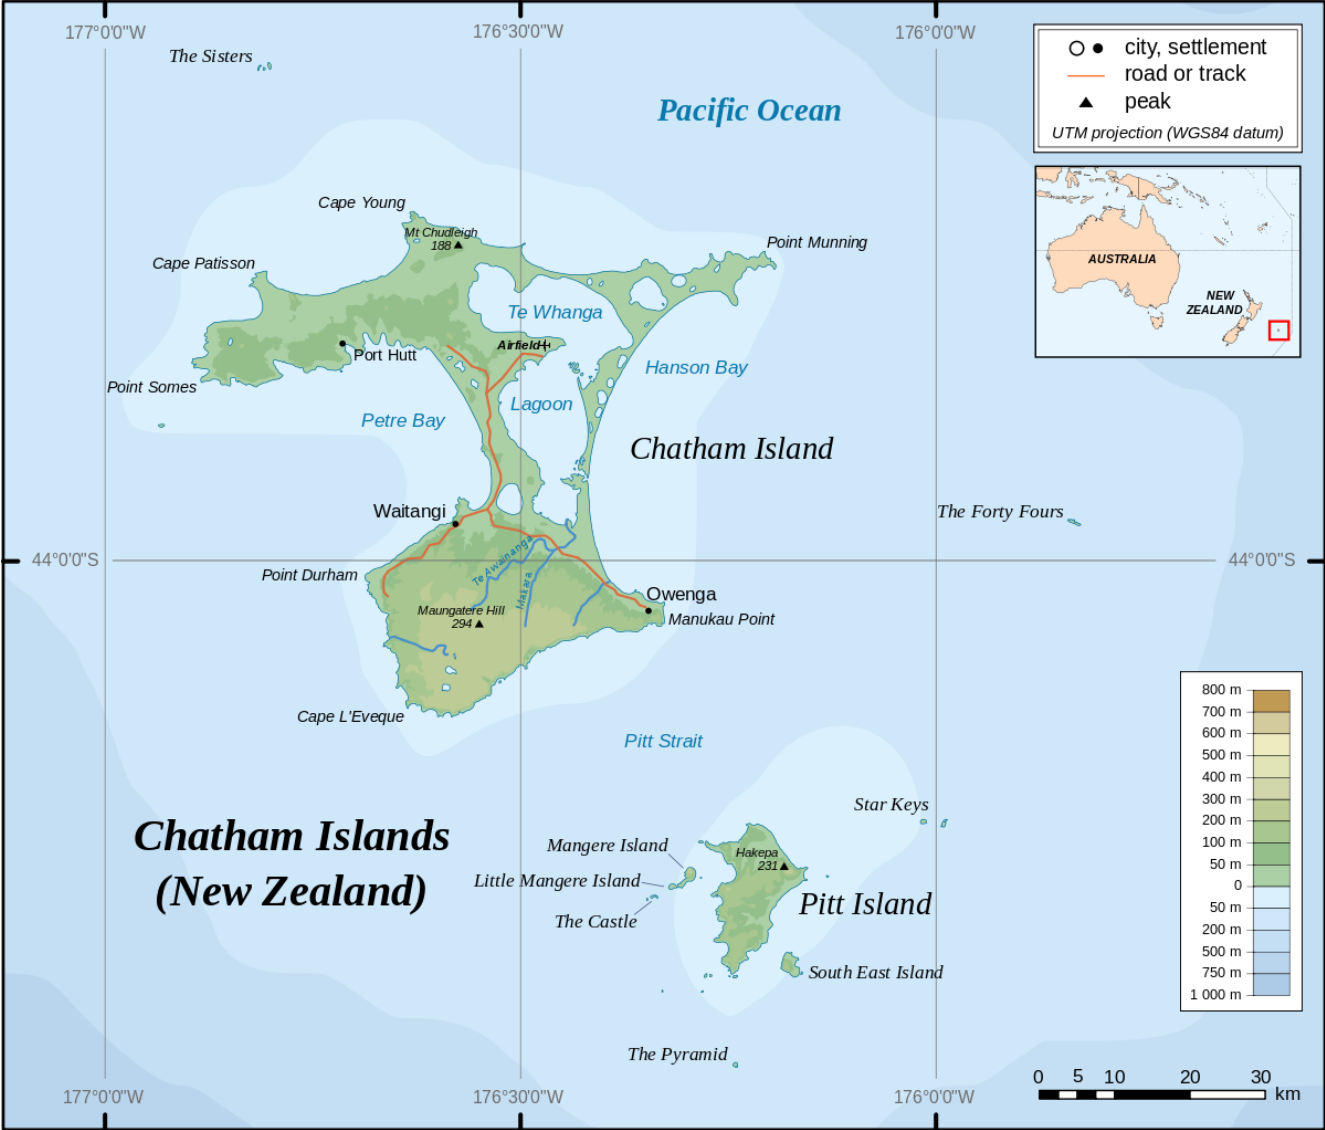 177°0'0"W
176°30'0"W
176°0'0"W
The Sisters
Pacific Ocean
city, settlement
road or track
peak
UTM projection (WGS84 datum)
AUSTRALIA
NEW
ZEALAND
Cape Young
Mt Chudleigh
188
Point Munning
Cape Patisson
Te Whanga
Airfield
Port Hutt
Hanson Bay
Point Somes
Lagoon
Petre Bay
Chatham Island
Waitangi
The Forty Fours
44°0'0"S
44°0'0"S
Point Durham
Te Awainanga
Makara
Owenga
Maungatere Hill
294
Manukau Point
Cape L'Eveque
Pitt Strait
Chatham Islands
(New Zealand)
Star Keys
Mangere Island
Hakepa
231
Little Mangere Island
Pitt Island
The Castle
South East Island
The Pyramid
800 m
700 m
600 m
500 m
400 m
300 m
200 m
100 m
50 m
0
50 m
200 m
500 m
750 m
1 000 m
0 5 10 20 30
km
177°0'0"W
176°30'0"W
176°0'0"W